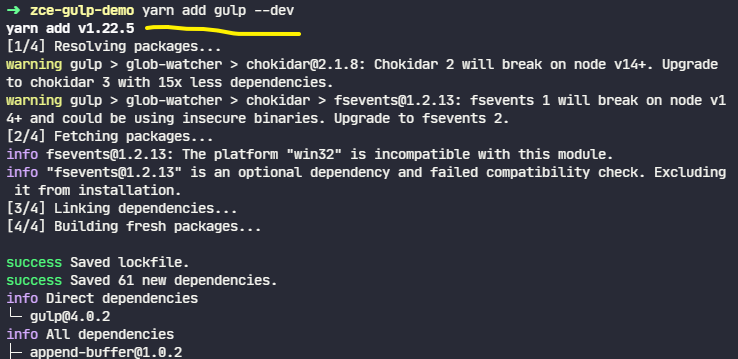 ➜ zce-gulp-demo yarn add gulp --dev
yarn add v1.22.5
[1/4] Resolving packages...
warning gulp > glob-watcher > chokidar@2.1.8: Chokidar 2 will break on node v14+. Upgrade
to chokidar 3 with 15x less dependencies.
warning gulp > glob-watcher > chokidar > fsevents@1.2.13: fsevents 1 will break on node v1
4+ and could be using insecure binaries. Upgrade to fsevents 2.
[2/4] Fetching packages...
info fsevents@1.2.13: The platform "win32" is incompatible with this module.
info "fsevents@1.2.13" is an optional dependency and failed compatibility check. Excluding
it from installation.
[3/4] Linking dependencies...
[4/4] Building fresh packages...
success Saved lockfile.
success Saved 61 new dependencies.
info Direct dependencies
└─ gulp@4.0.2
info All dependencies
├─ append-buffer@1.0.2